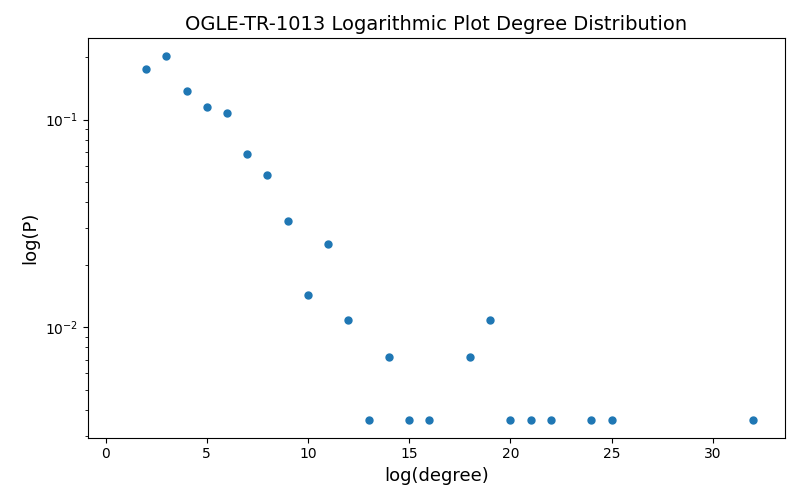 OGLE-TR-1013 Logarithmic Plot Degree Distribution
log(P)
10⁻¹
10⁻²
0 5 10 15 20 25 30
log(degree)